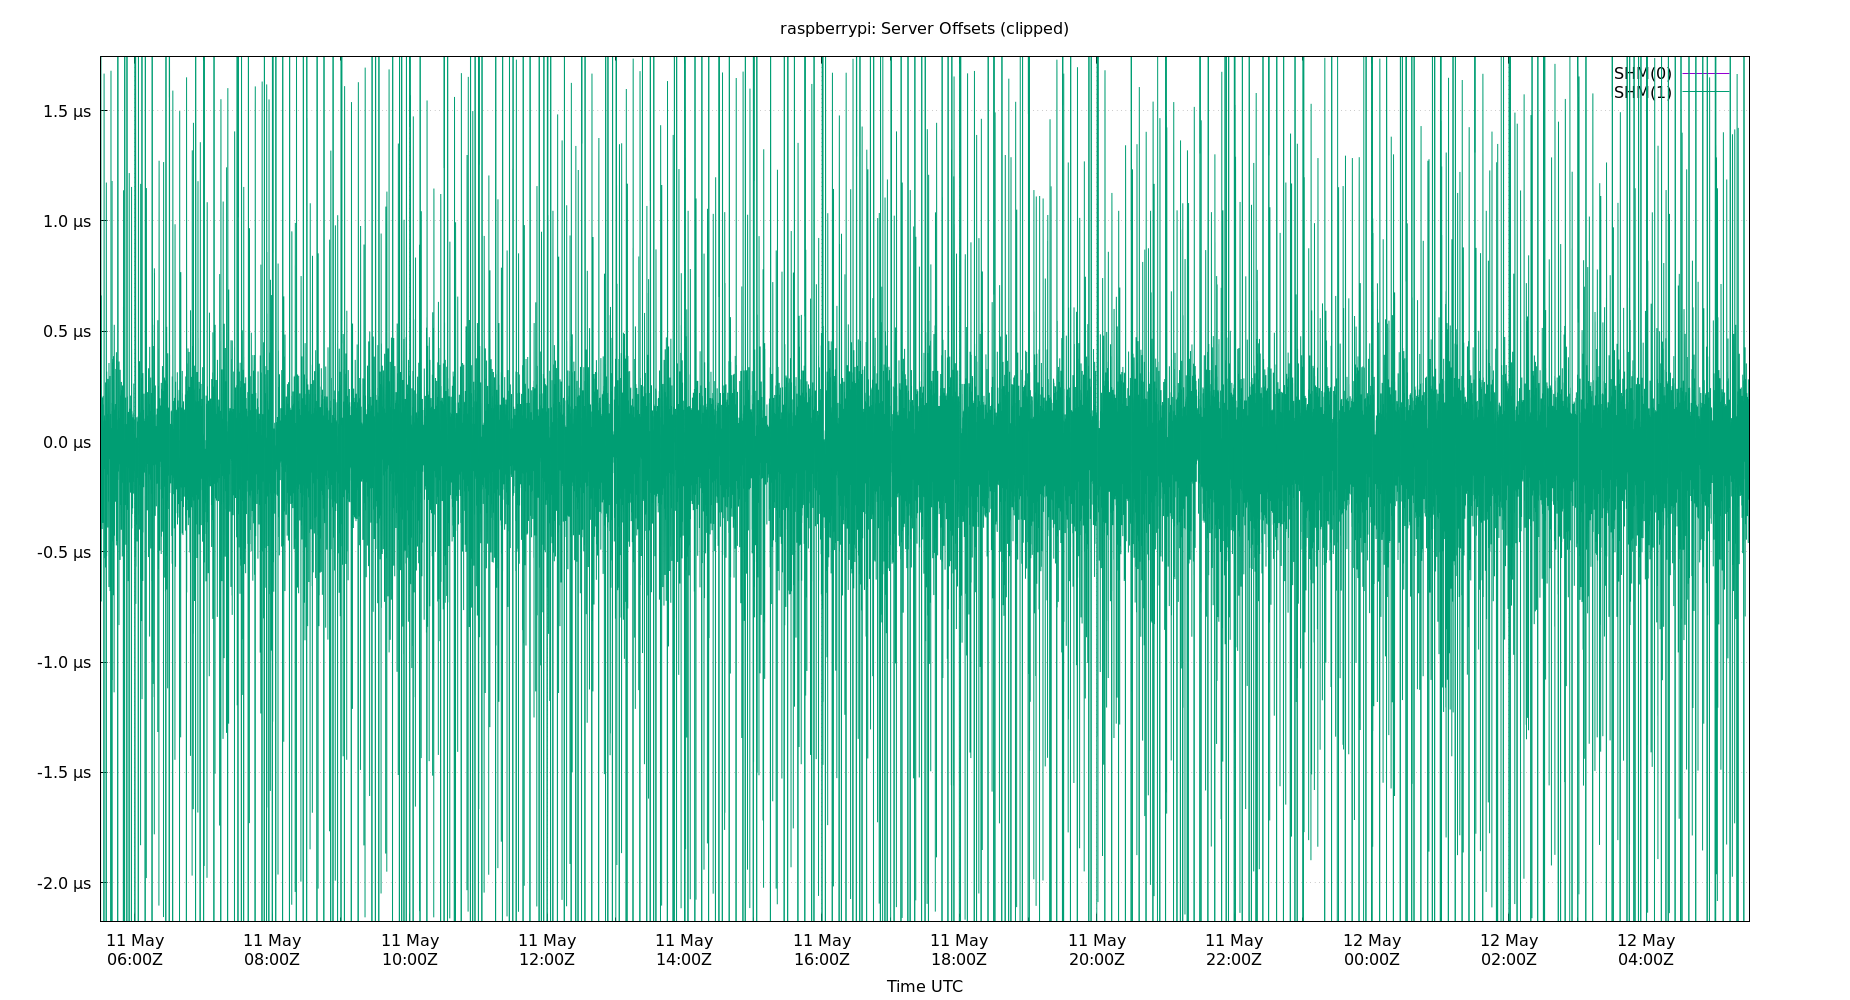 raspberrypi: Server Offsets (clipped)
SHM(0)
SHM(1)
1.5 µs
1.0 µs
0.5 µs
0.0 µs
-0.5 µs
-1.0 µs
-1.5 µs
-2.0 µs
11 May 11 May 11 May 11 May 11 May 11 May 11 May 11 May 11 May 12 May 12 May 12 May
06:00Z 08:00Z 10:00Z 12:00Z 14:00Z 16:00Z 18:00Z 20:00Z 22:00Z 00:00Z 02:00Z 04:00Z
Time UTC